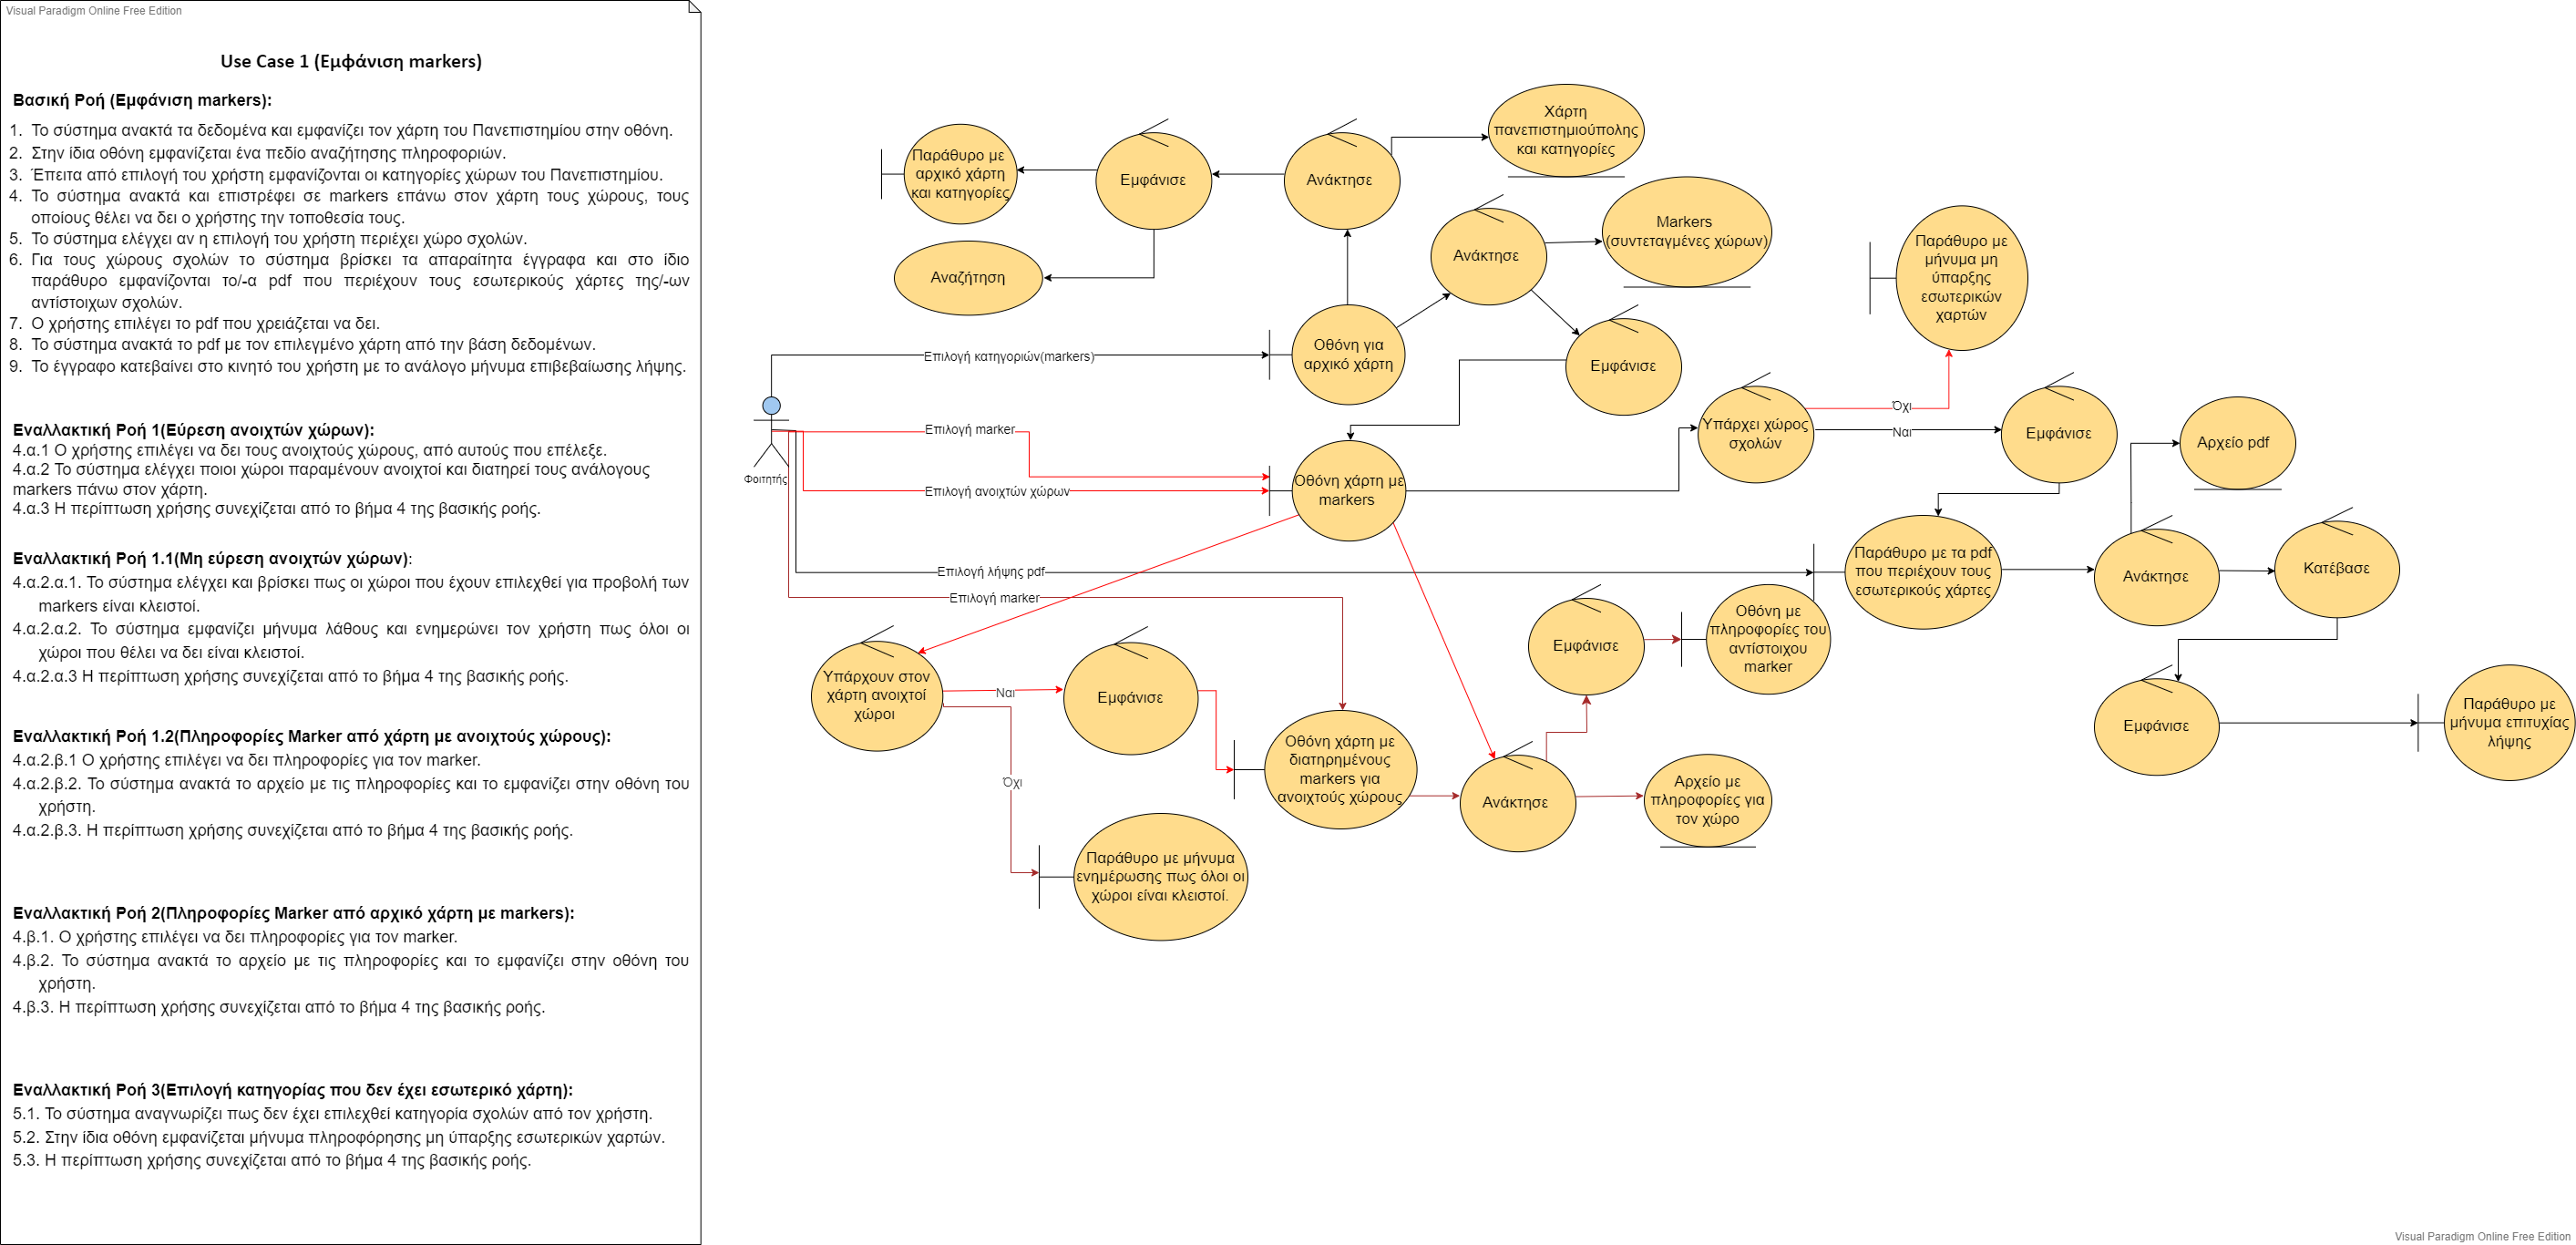 Visual Paradigm Online Free Edition
Use Case 1 (Εμφάνιση markers)
Βασική Ροή (Εμφάνιση markers):
1. Το σύστημα ανακτά τα δεδομένα και εμφανίζει τον χάρτη του Πανεπιστημίου στην οθόνη.
2. Στην ίδια οθόνη εμφανίζεται ένα πεδίο αναζήτησης πληροφοριών.
3. Έπειτα από επιλογή του χρήστη εμφανίζονται οι κατηγορίες χώρων του Πανεπιστημίου.
4. Το σύστημα ανακτά και επιστρέφει σε markers επάνω στον χάρτη τους χώρους, τους
οποίους θέλει να δει ο χρήστης την τοποθεσία τους.
5. Το σύστημα ελέγχει αν η επιλογή του χρήστη περιέχει χώρο σχολών.
6. Για τους χώρους σχολών το σύστημα βρίσκει τα απαραίτητα έγγραφα και στο ίδιο
παράθυρο εμφανίζονται το/-α pdf που περιέχουν τους εσωτερικούς χάρτες της/-ων
αντίστοιχων σχολών.
7. Ο χρήστης επιλέγει το pdf που χρειάζεται να δει.
8. Το σύστημα ανακτά το pdf με τον επιλεγμένο χάρτη από την βάση δεδομένων.
9. Το έγγραφο κατεβαίνει στο κινητό του χρήστη με το ανάλογο μήνυμα επιβεβαίωσης λήψης.
Εναλλακτική Ροή 1(Εύρεση ανοιχτών χώρων):
4.α.1 Ο χρήστης επιλέγει να δει τους ανοιχτούς χώρους, από αυτούς που επέλεξε.
4.α.2 Το σύστημα ελέγχει ποιοι χώροι παραμένουν ανοιχτοί και διατηρεί τους ανάλογους
markers πάνω στον χάρτη.
4.α.3 Η περίπτωση χρήσης συνεχίζεται από το βήμα 4 της βασικής ροής.
Εναλλακτική Ροή 1.1(Μη εύρεση ανοιχτών χώρων):
4.α.2.α.1. Το σύστημα ελέγχει και βρίσκει πως οι χώροι που έχουν επιλεχθεί για προβολή των
markers είναι κλειστοί.
4.α.2.α.2. Το σύστημα εμφανίζει μήνυμα λάθους και ενημερώνει τον χρήστη πως όλοι οι
χώροι που θέλει να δει είναι κλειστοί.
4.α.2.α.3 Η περίπτωση χρήσης συνεχίζεται από το βήμα 4 της βασικής ροής.
Εναλλακτική Ροή 1.2(Πληροφορίες Marker από χάρτη με ανοιχτούς χώρους):
4.α.2.β.1 Ο χρήστης επιλέγει να δει πληροφορίες για τον marker.
4.α.2.β.2. Το σύστημα ανακτά το αρχείο με τις πληροφορίες και το εμφανίζει στην οθόνη του
χρήστη.
4.α.2.β.3. Η περίπτωση χρήσης συνεχίζεται από το βήμα 4 της βασικής ροής.
Εναλλακτική Ροή 2(Πληροφορίες Marker από αρχικό χάρτη με markers):
4.β.1. Ο χρήστης επιλέγει να δει πληροφορίες για τον marker.
4.β.2. Το σύστημα ανακτά το αρχείο με τις πληροφορίες και το εμφανίζει στην οθόνη του
χρήστη.
4.β.3. Η περίπτωση χρήσης συνεχίζεται από το βήμα 4 της βασικής ροής.
Εναλλακτική Ροή 3(Επιλογή κατηγορίας που δεν έχει εσωτερικό χάρτη):
5.1. Το σύστημα αναγνωρίζει πως δεν έχει επιλεχθεί κατηγορία σχολών από τον χρήστη.
5.2. Στην ίδια οθόνη εμφανίζεται μήνυμα πληροφόρησης μη ύπαρξης εσωτερικών χαρτών.
5.3. Η περίπτωση χρήσης συνεχίζεται από το βήμα 4 της βασικής ροής.
Παράθυρο με
αρχικό χάρτη
και κατηγορίες
Εμφάνισε
Ανάκτησε
Χάρτη
πανεπιστημιούπολης
και κατηγορίες
Αναζήτηση
Ανάκτησε
Markers
(συντεταγμένες χώρων)
Παράθυρο με
μήνυμα μη
ύπαρξης
εσωτερικών
χαρτών
Επιλογή κατηγοριών(markers)
Οθόνη για
αρχικό χάρτη
Εμφάνισε
Φοιτητής
Επιλογή marker
Επιλογή ανοιχτών χώρων
Οθόνη χάρτη με
markers
Υπάρχει χώρος
σχολών
Όχι
Ναι
Εμφάνισε
Αρχείο pdf
Επιλογή λήψης pdf
Παράθυρο με τα pdf
που περιέχουν τους
εσωτερικούς χάρτες
Ανάκτησε
Κατέβασε
Επιλογή marker
Εμφάνισε
Οθόνη με
πληροφορίες του
αντίστοιχου
marker
Υπάρχουν στον
χάρτη ανοιχτοί
χώροι
Ναι
Εμφάνισε
Όχι
Οθόνη χάρτη με
διατηρημένους
markers για
ανοιχτούς χώρους
Ανάκτησε
Αρχείο με
πληροφορίες για
τον χώρο
Εμφάνισε
Παράθυρο με
μήνυμα επιτυχίας
λήψης
Παράθυρο με μήνυμα
ενημέρωσης πως όλοι οι
χώροι είναι κλειστοί.
Visual Paradigm Online Free Edition